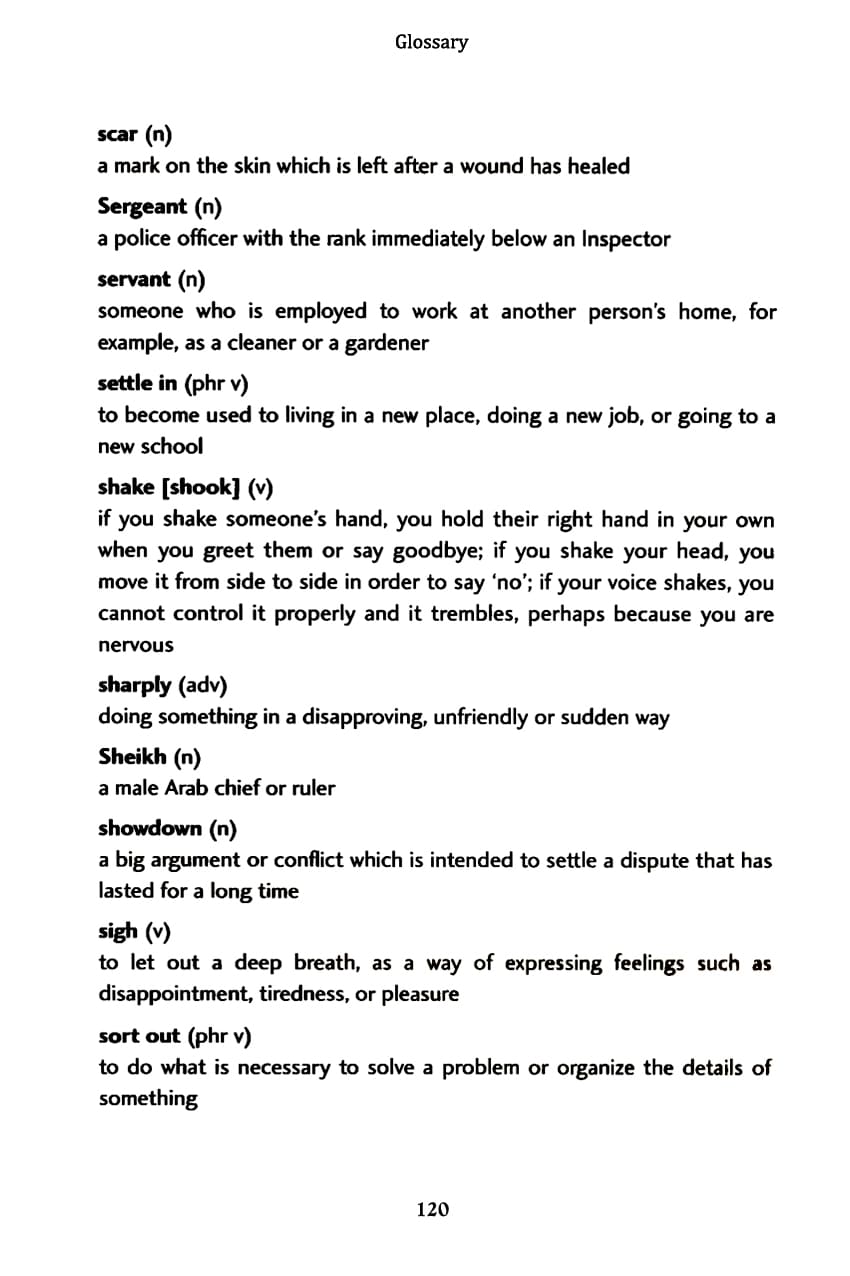 Glossary
scar (n)
a mark on the skin which is left after a wound has healed
Sergeant (n)
a police officer with the rank immediately below an Inspector
servant (n)
someone who is employed to work at another person's home, for
example, as a cleaner or a gardener
settle in (phr v)
to become used to living in a new place, doing a new job, or going to a
new school
shake [shook] (v)
if you shake someone's hand, you hold their right hand in your own
when you greet them or say goodbye; if you shake your head, you
move it from side to side in order to say ‘no’; if your voice shakes, you
cannot control it properly and it trembles, perhaps because you are
nervous
sharply (adv)
doing something in a disapproving, unfriendly or sudden way
Sheikh (n)
a male Arab chief or ruler
showdown (n)
a big argument or conflict which is intended to settle a dispute that has
lasted for a long time
sigh (v)
to let out a deep breath, as a way of expressing feelings such as
disappointment, tiredness, or pleasure
sort out (phr v)
to do what is necessary to solve a problem or organize the details of
something
120